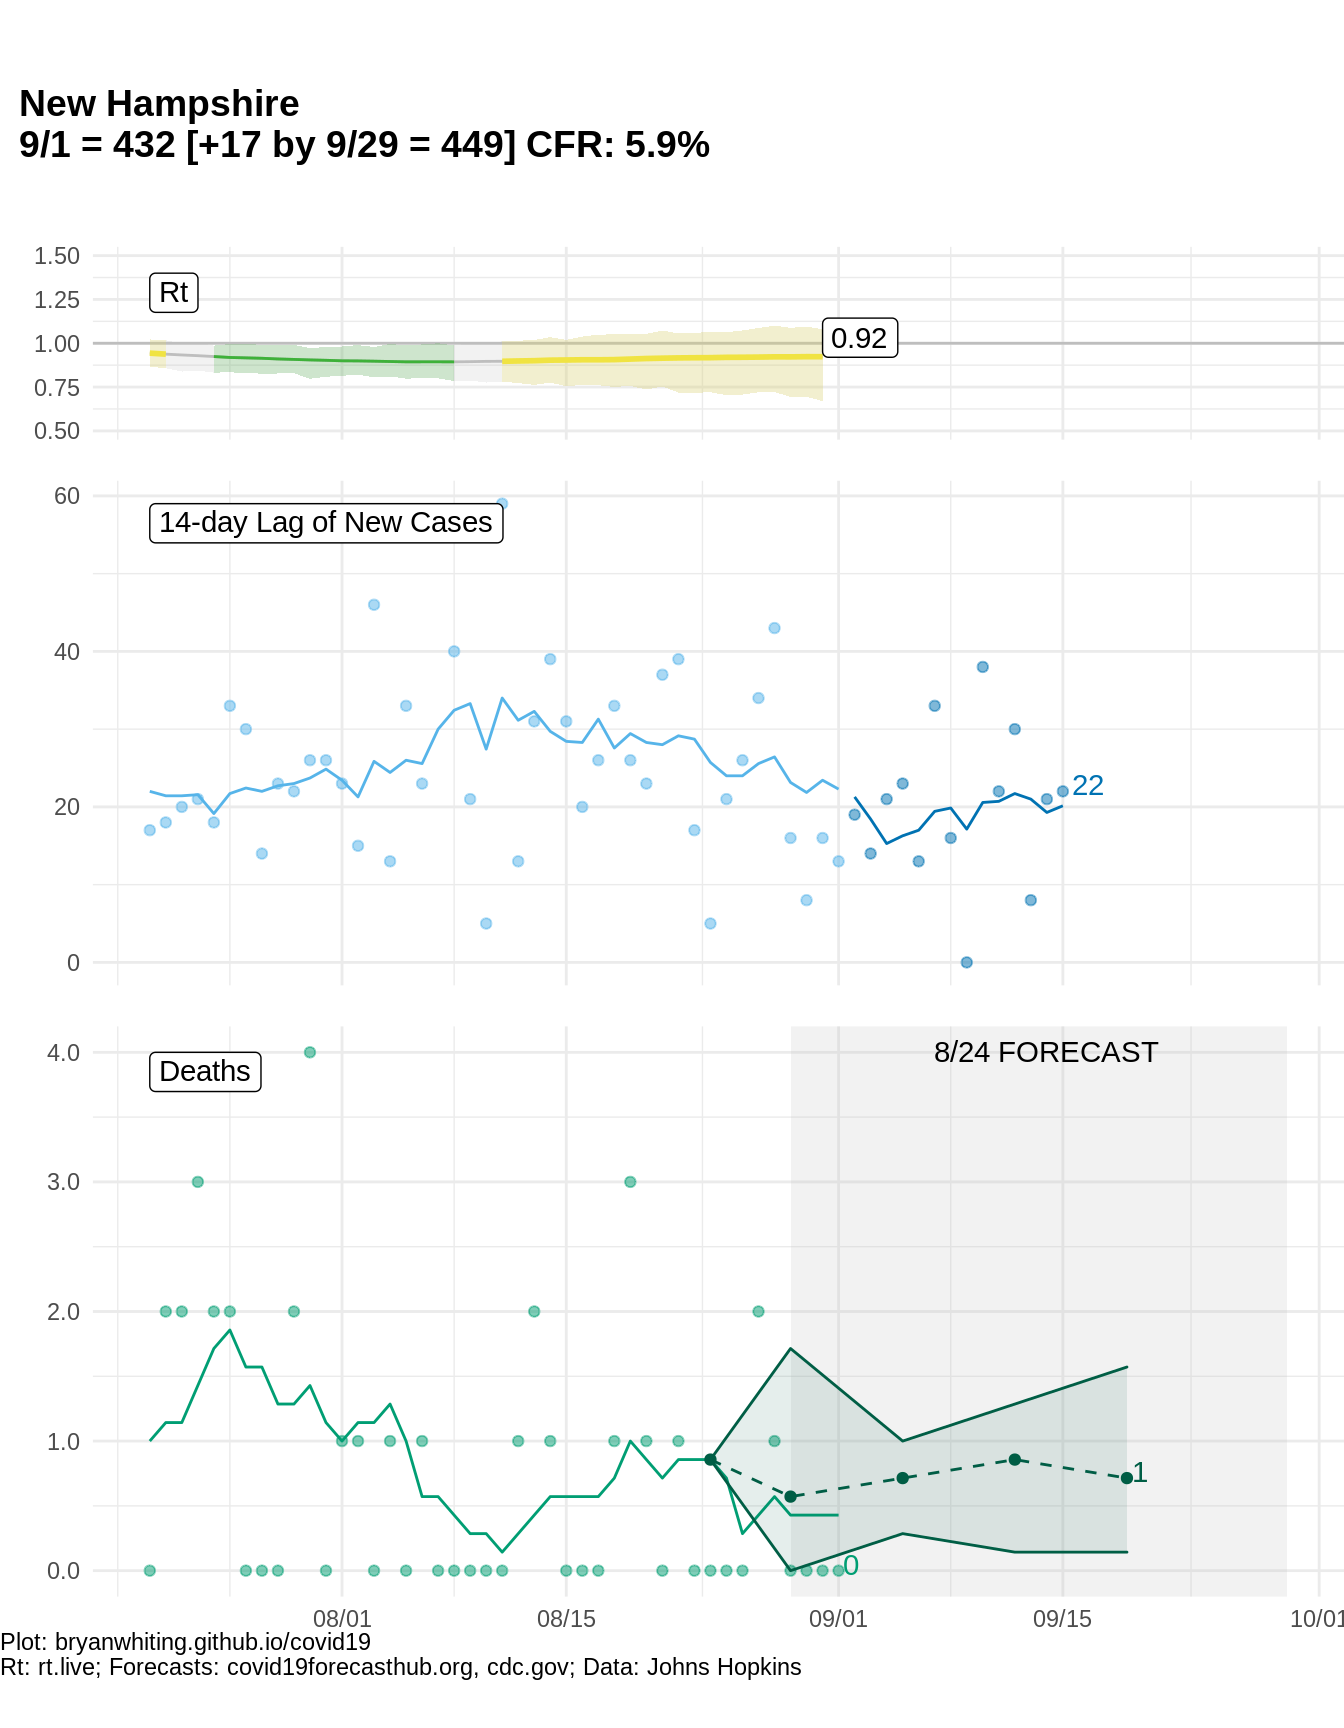 New Hampshire
9/1 = 432 [+17 by 9/29 = 449] CFR: 5.9%
1.50
Rt
1.25
1.00
0.92
0.75
0.50
60
14-day Lag of New Cases
40
22
20
0
8/24 FORECAST
4.0
Deaths
3.0
2.0
1.0
1
0.0
0
08/01
08/15
09/01
09/15
10/01
Plot: bryanwhiting.github.io/covid19
Rt: rt.live; Forecasts: covid19forecasthub.org, cdc.gov; Data: Johns Hopkins